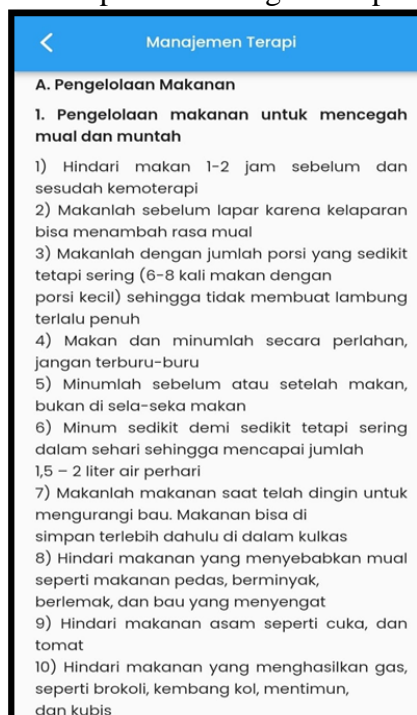 Manajemen Terapi
A. Pengelolaan Makanan
1. Pengelolaan makanan untuk mencegah
mual dan muntah
1) Hindari makan 1-2 jam sebelum dan
sesudah kemoterapi
2) Makanlah sebelum lapar karena kelaparan
bisa menambah rasa mual
3) Makanlah dengan jumlah porsi yang sedikit
tetapi sering (6-8 kali makan dengan
porsi kecil) sehingga tidak membuat lambung
terlalu penuh
4) Makan dan minumlah secara perlahan,
jangan terburu-buru
5) Minumlah sebelum atau setelah makan,
bukan di sela-seka makan
6) Minum sedikit demi sedikit tetapi sering
dalam sehari sehingga mencapai jumlah
1,5 – 2 liter air perhari
7) Makanlah makanan saat telah dingin untuk
mengurangi bau. Makanan bisa di
simpan terlebih dahulu di dalam kulkas
8) Hindari makanan yang menyebabkan mual
seperti makanan pedas, berminyak,
berlemak, dan bau yang menyengat
9) Hindari makanan asam seperti cuka, dan
tomat
10) Hindari makanan yang menghasilkan gas,
seperti brokoli, kembang kol, mentimun,
dan kubis